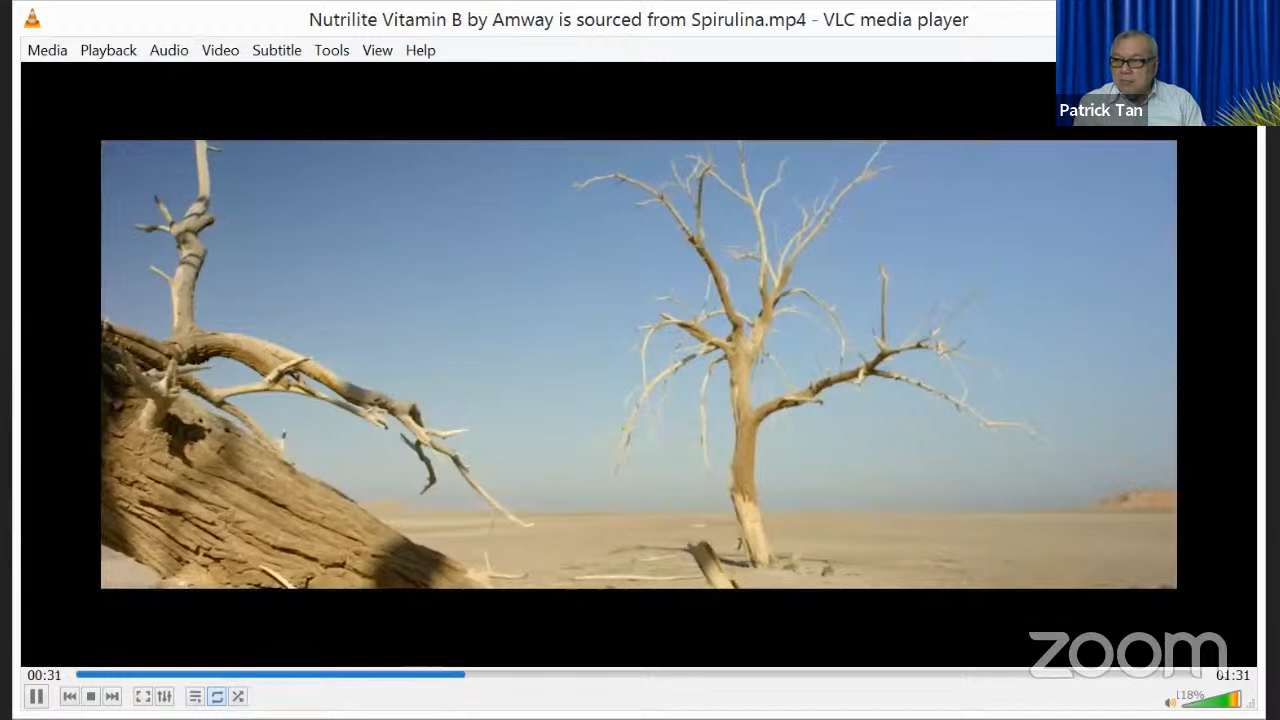 Nutrilite Vitamin B by Amway is sourced from Spirulina.mp4 - VLC media player
Media Playback Audio Video Subtitle Tools View Help
Patrick Tan
zoom
00:31
01:31
118%